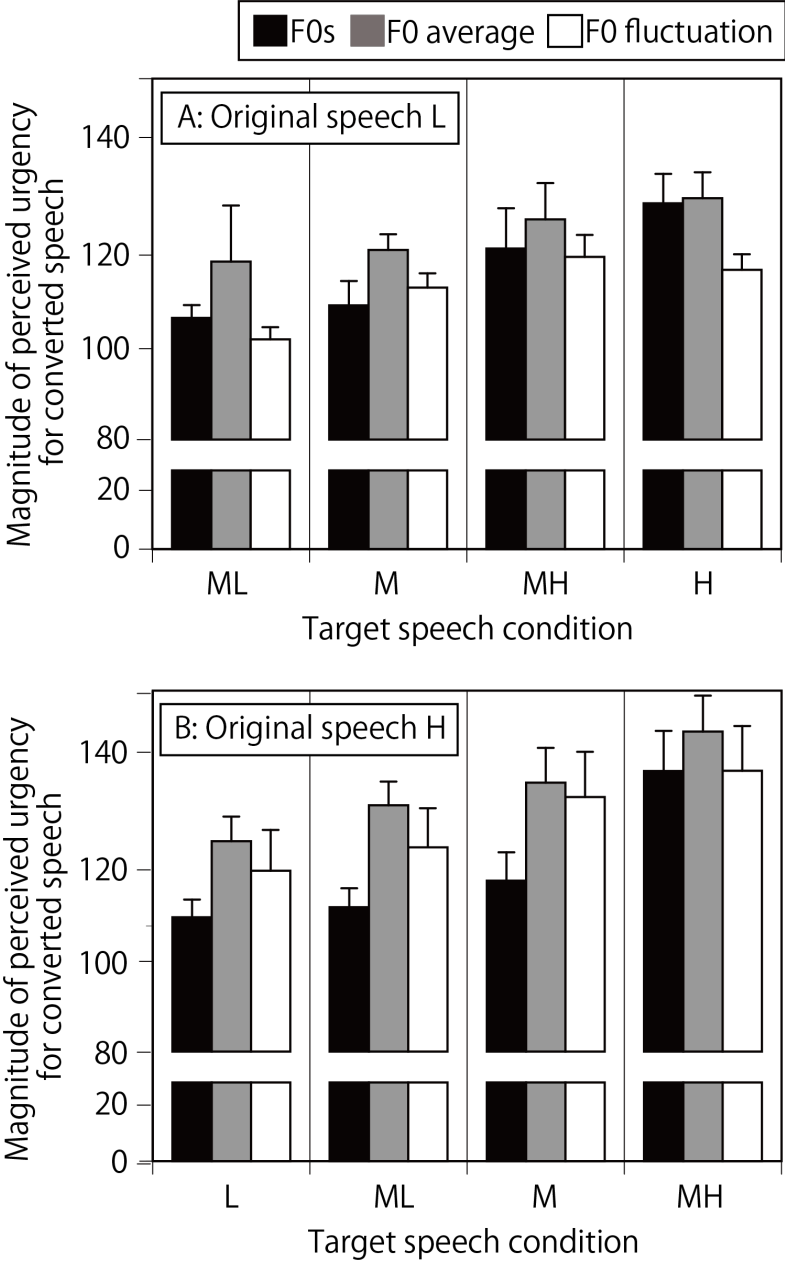 F0s F0 average F0 fluctuation
A: Original speech L
Magnitude of perceived urgency
for converted speech
140
120
100
80
20
0
ML M MH H
Target speech condition
B: Original speech H
Magnitude of perceived urgency
for converted speech
140
120
100
80
20
0
L ML M MH
Target speech condition